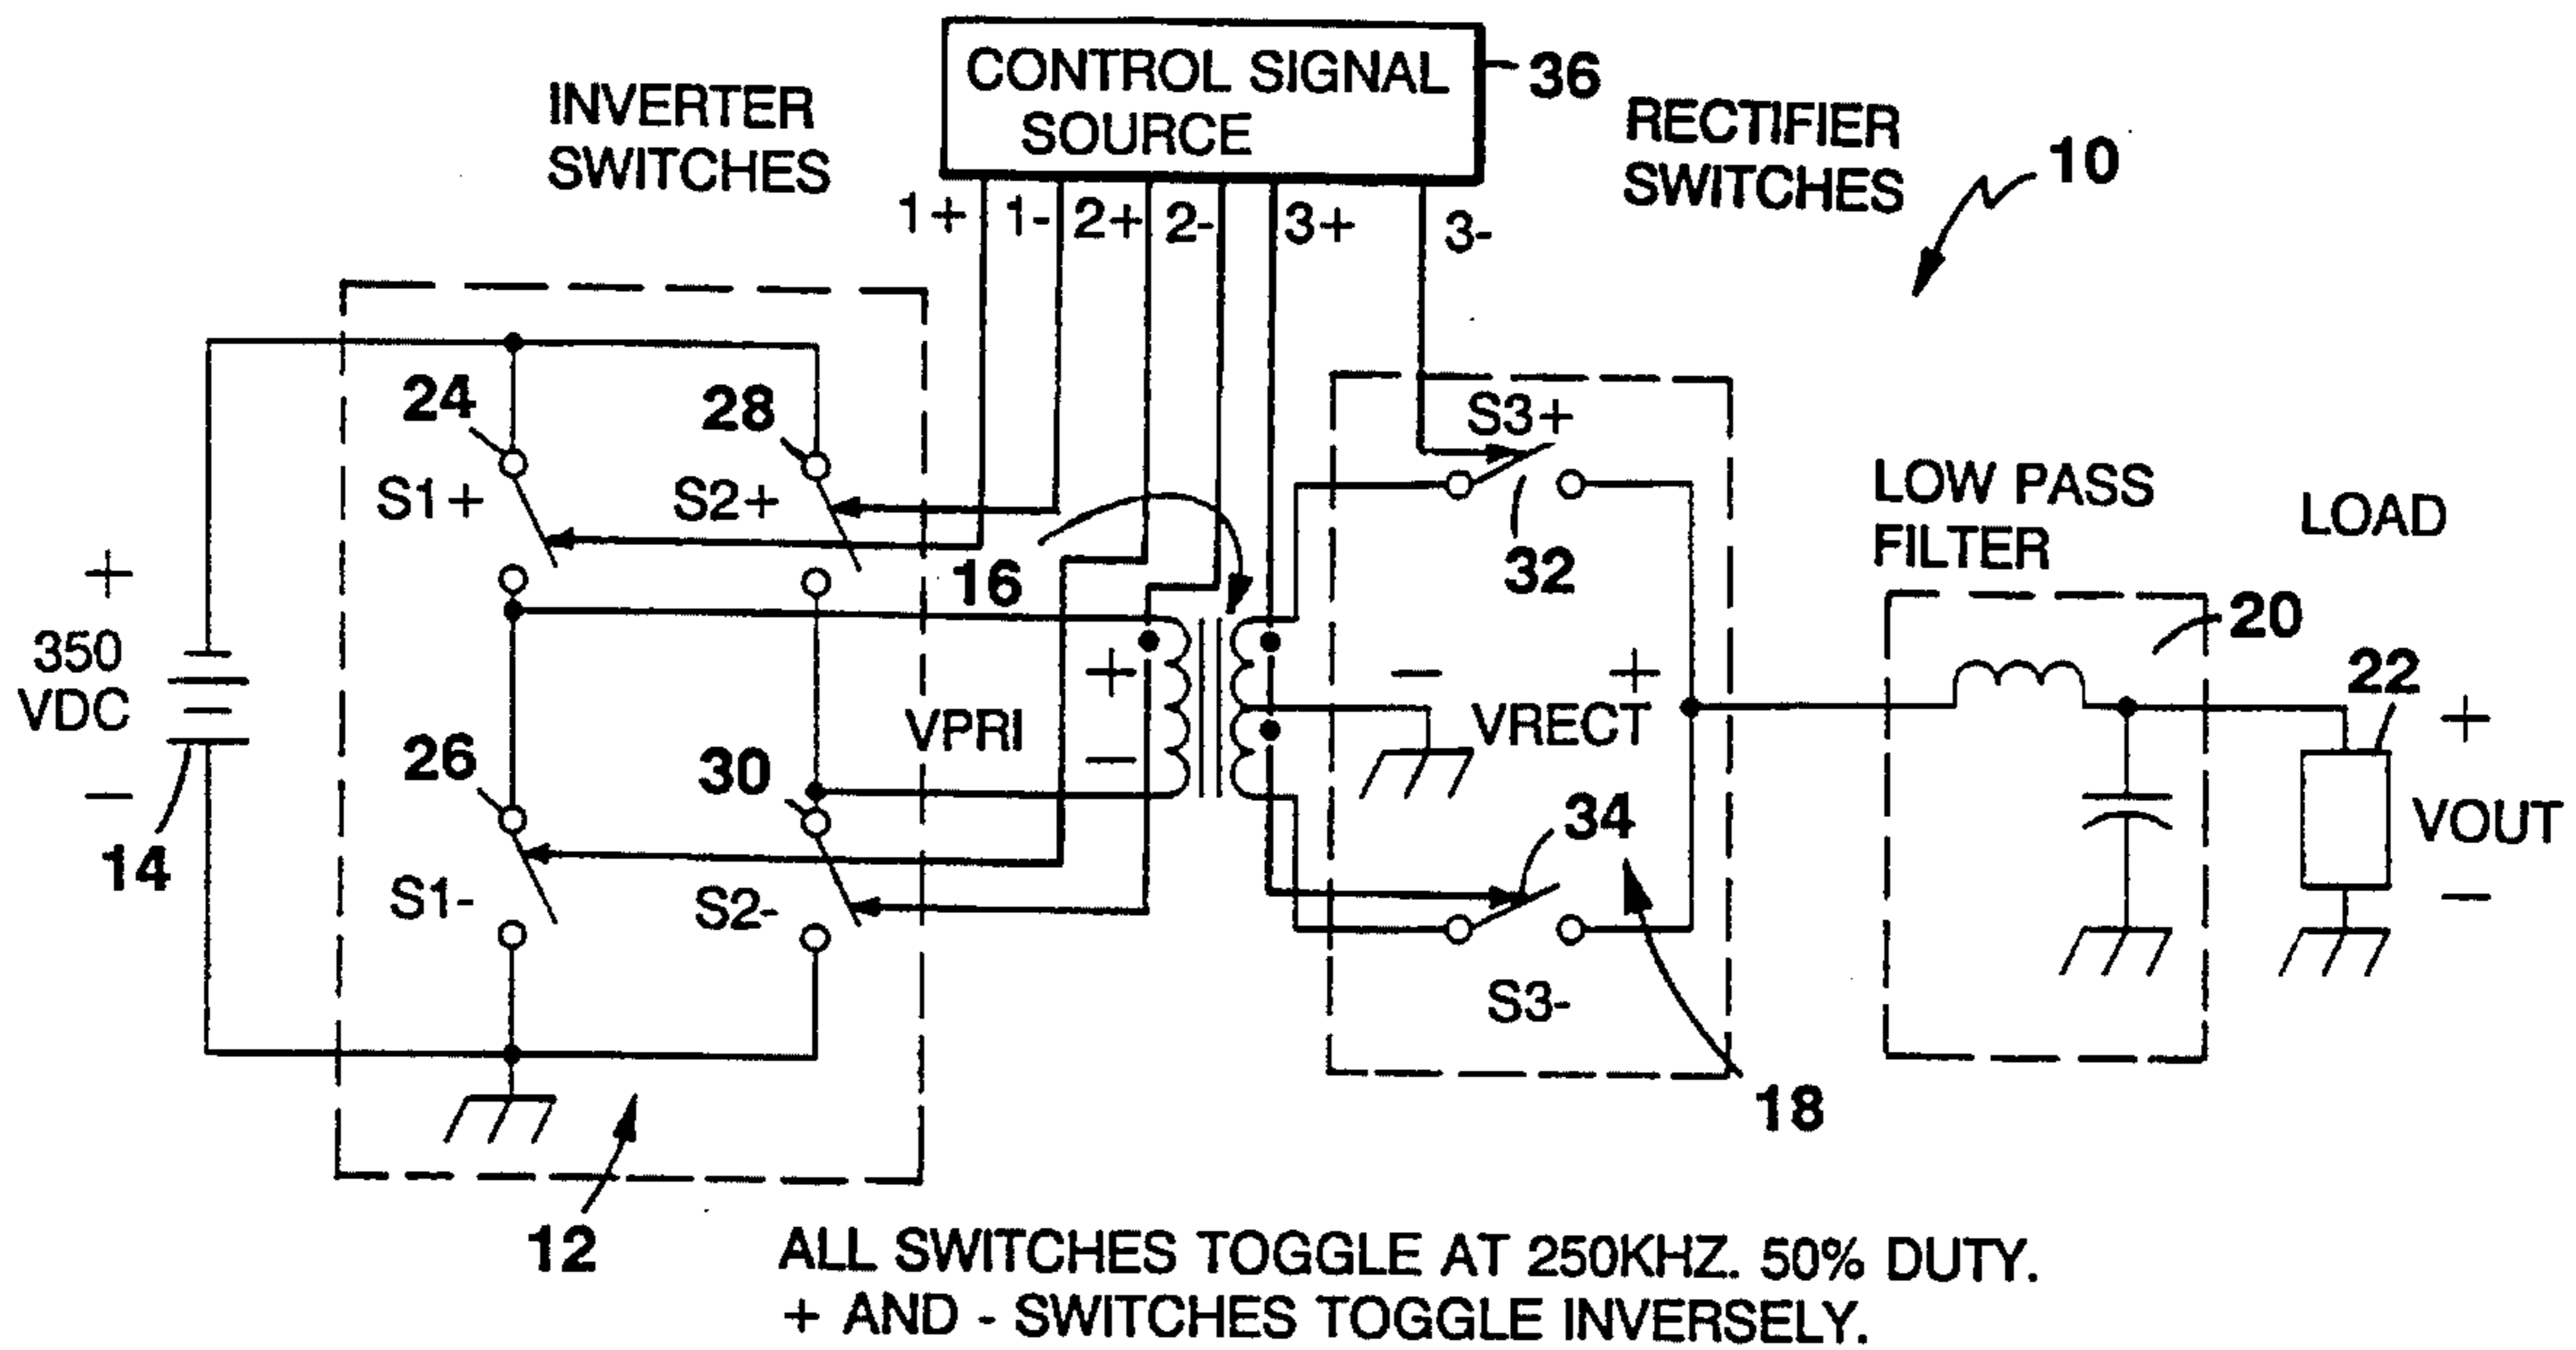 CONTROL SIGNAL
SOURCE
36
INVERTER
SWITCHES
RECTIFIER
SWITCHES
10
1+
1-
2+
2-
3+
3-
24
28
S1+
S2+
S3+
32
16
LOW PASS
FILTER
LOAD
20
22
+
350
VDC
-
14
26
30
S1-
S2-
VPRI
+
-
-
+
VRECT
34
S3-
18
+
VOUT
-
12
ALL SWITCHES TOGGLE AT 250KHZ. 50% DUTY.
+ AND - SWITCHES TOGGLE INVERSELY.